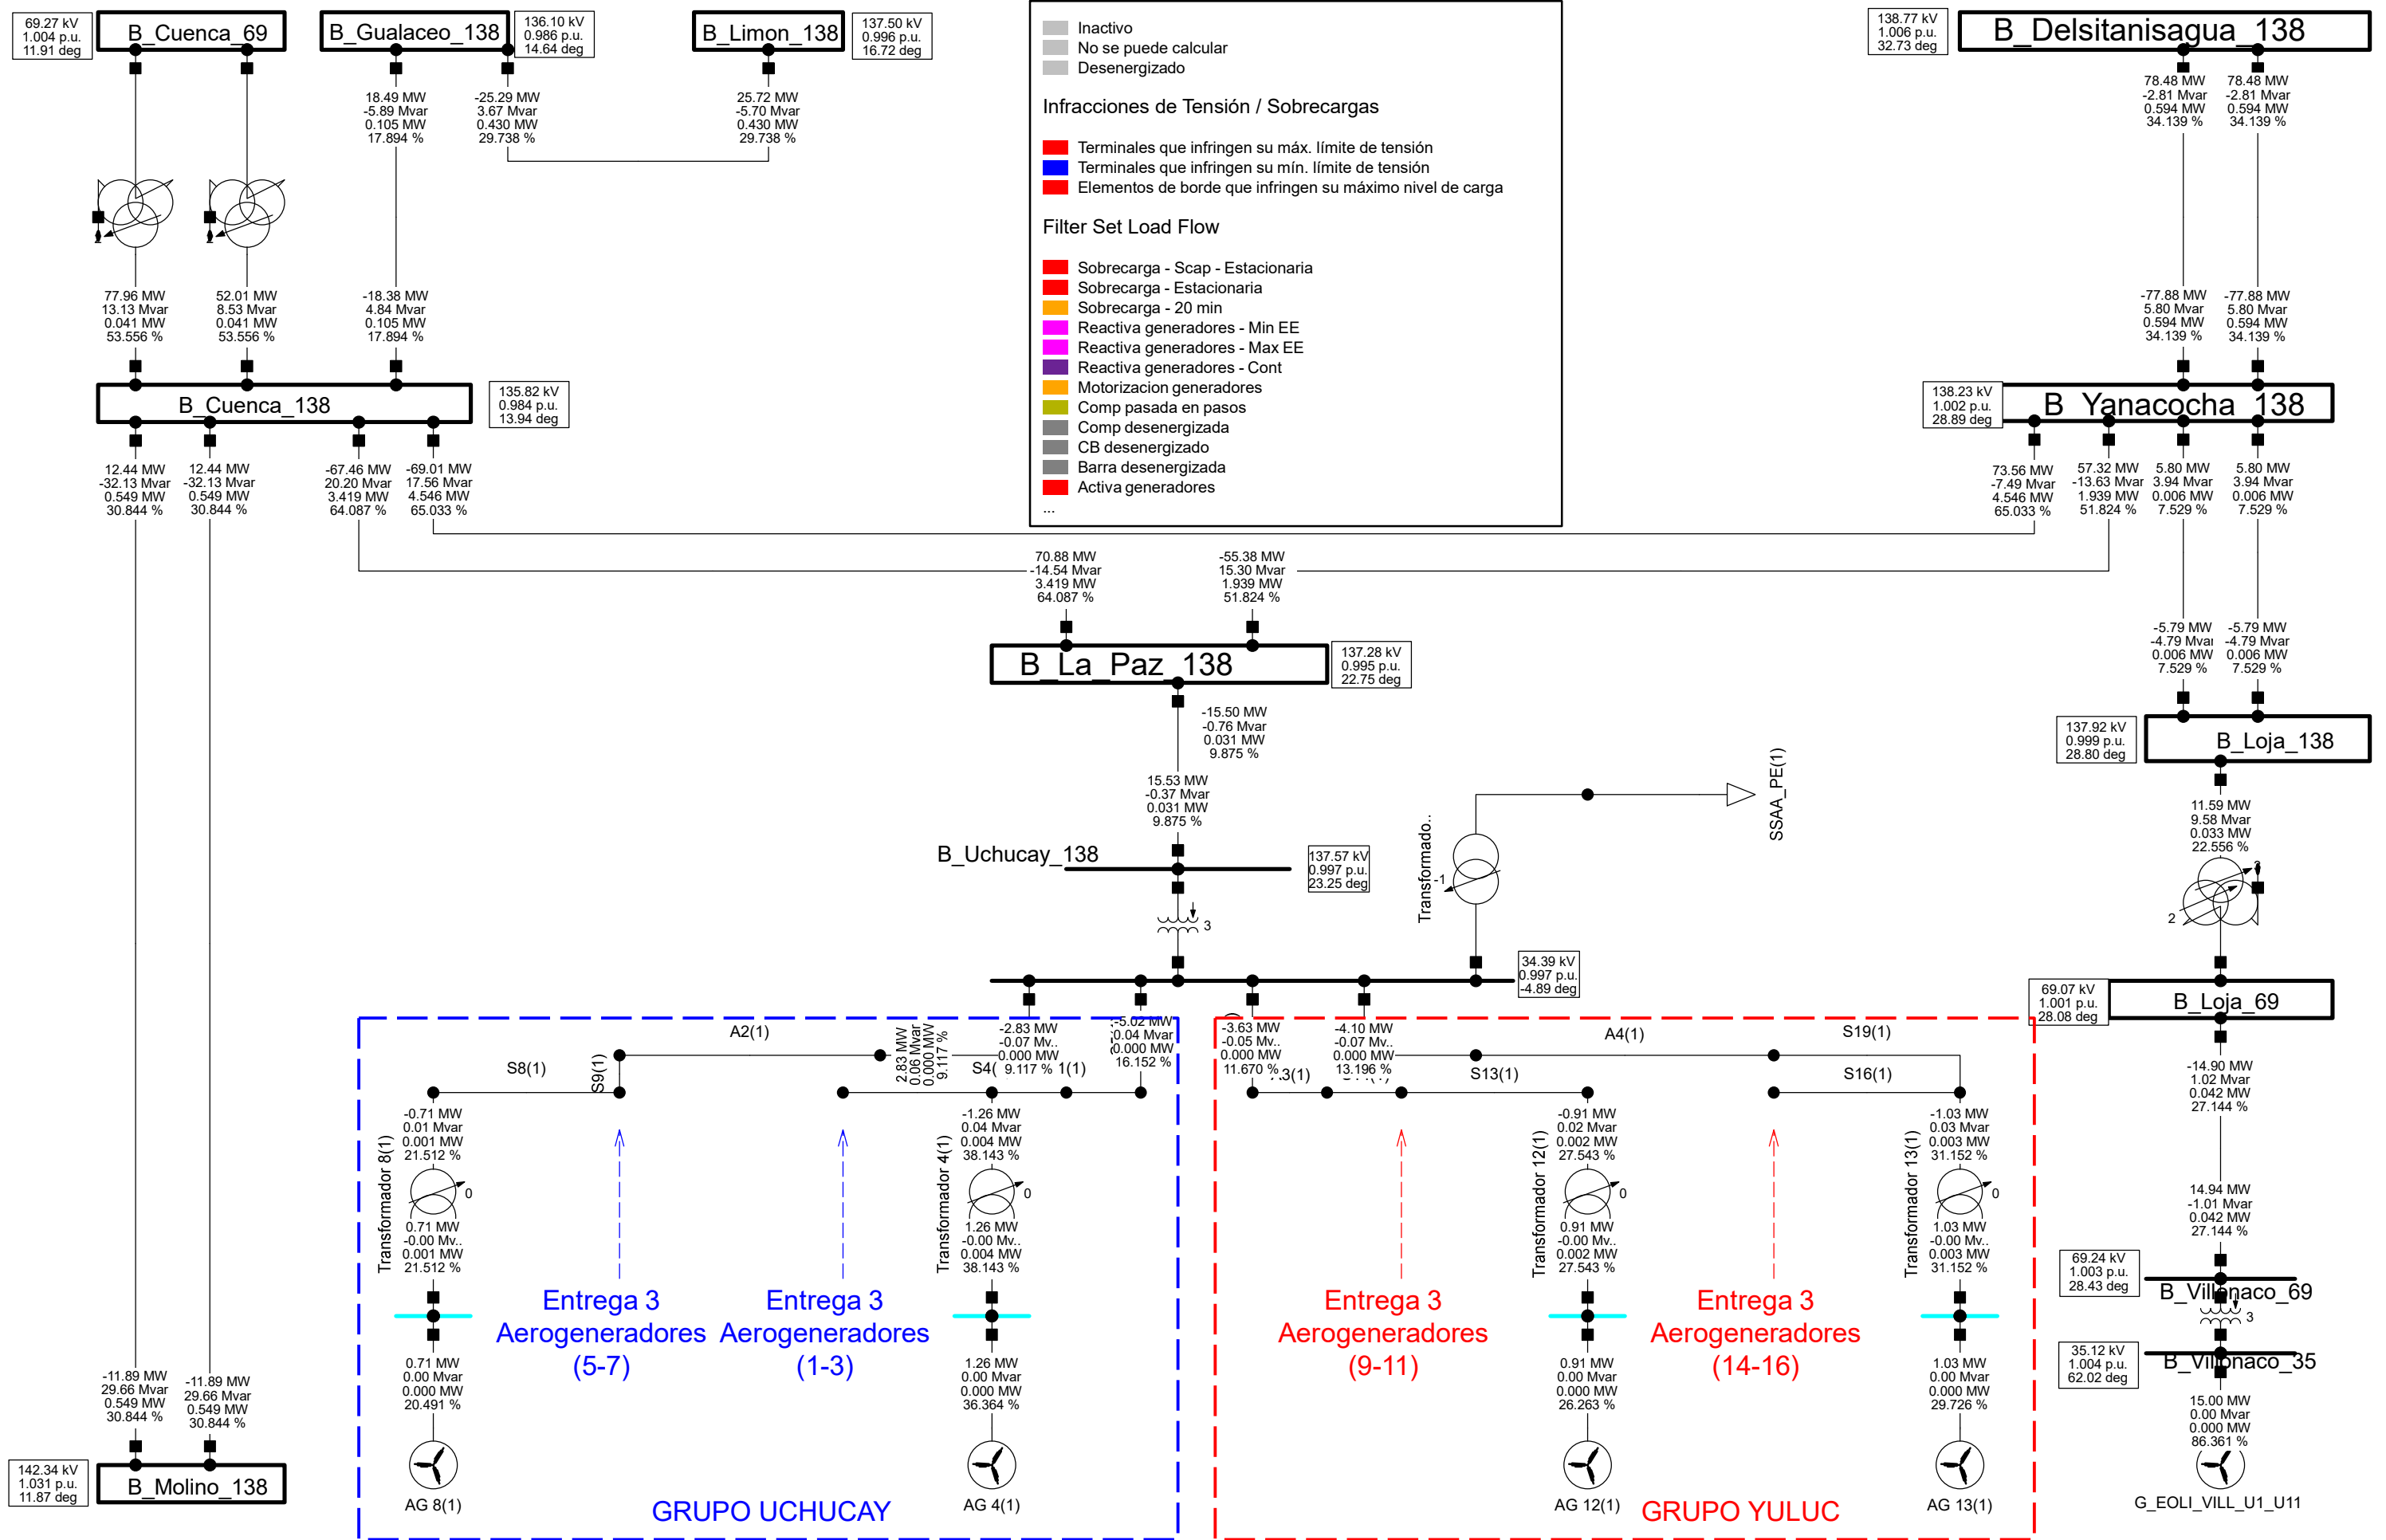 69.27 kV
1.004 p.u.
11.91 deg
B_Cuenca_69
B_Gualaceo_138
136.10 kV
0.986 p.u.
14.64 deg
B_Limon_138
137.50 kV
0.996 p.u.
16.72 deg
18.49 MW
-5.89 Mvar
0.105 MW
17.894 %
-25.29 MW
3.67 Mvar
0.430 MW
29.738 %
25.72 MW
-5.70 Mvar
0.430 MW
29.738 %
Inactivo
No se puede calcular
Desenergizado
Infracciones de Tensión / Sobrecargas
Terminales que infringen su máx. límite de tensión
Terminales que infringen su mín. límite de tensión
Elementos de borde que infringen su máximo nivel de carga
Filter Set Load Flow
Sobrecarga - Scap - Estacionaria
Sobrecarga - Estacionaria
Sobrecarga - 20 min
Reactiva generadores - Min EE
Reactiva generadores - Max EE
Reactiva generadores - Cont
Motorizacion generadores
Comp pasada en pasos
Comp desenergizada
CB desenergizado
Barra desenergizada
Activa generadores
...
138.77 kV
1.006 p.u.
32.73 deg
B_Delsitanisagua_138
78.48 MW
-2.81 Mvar
0.594 MW
34.139 %
78.48 MW
-2.81 Mvar
0.594 MW
34.139 %
77.96 MW
13.13 Mvar
0.041 MW
53.556 %
52.01 MW
8.53 Mvar
0.041 MW
53.556 %
-18.38 MW
4.84 Mvar
0.105 MW
17.894 %
-77.88 MW
5.80 Mvar
0.594 MW
34.139 %
-77.88 MW
5.80 Mvar
0.594 MW
34.139 %
B_Cuenca_138
135.82 kV
0.984 p.u.
13.94 deg
138.23 kV
1.002 p.u.
28.89 deg
B_Yanacocha_138
12.44 MW
-32.13 Mvar
0.549 MW
30.844 %
12.44 MW
-32.13 Mvar
0.549 MW
30.844 %
-67.46 MW
20.20 Mvar
3.419 MW
64.087 %
-69.01 MW
17.56 Mvar
4.546 MW
65.033 %
73.56 MW
-7.49 Mvar
4.546 MW
65.033 %
57.32 MW
-13.63 Mvar
1.939 MW
51.824 %
5.80 MW
3.94 Mvar
0.006 MW
7.529 %
5.80 MW
3.94 Mvar
0.006 MW
7.529 %
70.88 MW
-14.54 Mvar
3.419 MW
64.087 %
-55.38 MW
15.30 Mvar
1.939 MW
51.824 %
B_La_Paz_138
137.28 kV
0.995 p.u.
22.75 deg
-5.79 MW
-4.79 Mvar
0.006 MW
7.529 %
-5.79 MW
-4.79 Mvar
0.006 MW
7.529 %
-15.50 MW
-0.76 Mvar
0.031 MW
9.875 %
137.92 kV
0.999 p.u.
28.80 deg
B_Loja_138
15.53 MW
-0.37 Mvar
0.031 MW
9.875 %
SSAA_PE(1)
11.59 MW
9.58 Mvar
0.033 MW
22.556 %
B_Uchucay_138
137.57 kV
0.997 p.u.
23.25 deg
Transformado..
-1
3
2
34.39 kV
0.997 p.u.
-4.89 deg
69.07 kV
1.001 p.u.
28.08 deg
B_Loja_69
A2(1)
2.83 MW
0.06 Mvar
0.000 MW
9.117 %
-2.83 MW
-0.07 Mv..
0.000 MW
9.117 %
-5.02 MW
0.04 Mvar
0.000 MW
16.152 %
-3.63 MW
-0.05 Mv..
0.000 MW
11.670 %
-4.10 MW
-0.07 Mv..
0.000 MW
13.196 %
A4(1)
S19(1)
S8(1)
S9(1)
S13(1)
S16(1)
-14.90 MW
1.02 Mvar
0.042 MW
27.144 %
Transformador 8(1)
-0.71 MW
0.01 Mvar
0.001 MW
21.512 %
0
0.71 MW
-0.00 Mv..
0.001 MW
21.512 %
Transformador 4(1)
-1.26 MW
0.04 Mvar
0.004 MW
38.143 %
0
1.26 MW
-0.00 Mv..
0.004 MW
38.143 %
Transformador 12(1)
-0.91 MW
0.02 Mvar
0.002 MW
27.543 %
0
0.91 MW
-0.00 Mv..
0.002 MW
27.543 %
Transformador 13(1)
-1.03 MW
0.03 Mvar
0.003 MW
31.152 %
0
1.03 MW
-0.00 Mv..
0.003 MW
31.152 %
14.94 MW
-1.01 Mvar
0.042 MW
27.144 %
Entrega 3
Aerogeneradores
(5-7)
Entrega 3
Aerogeneradores
(1-3)
Entrega 3
Aerogeneradores
(9-11)
Entrega 3
Aerogeneradores
(14-16)
69.24 kV
1.003 p.u.
28.43 deg
B_Villonaco_69
3
35.12 kV
1.004 p.u.
62.02 deg
B_Villonaco_35
-11.89 MW
29.66 Mvar
0.549 MW
30.844 %
-11.89 MW
29.66 Mvar
0.549 MW
30.844 %
0.71 MW
0.00 Mvar
0.000 MW
20.491 %
1.26 MW
0.00 Mvar
0.000 MW
36.364 %
0.91 MW
0.00 Mvar
0.000 MW
26.263 %
1.03 MW
0.00 Mvar
0.000 MW
29.726 %
15.00 MW
0.00 Mvar
0.000 MW
86.361 %
142.34 kV
1.031 p.u.
11.87 deg
B_Molino_138
AG 8(1)
GRUPO UCHUCAY
AG 4(1)
AG 12(1)
GRUPO YULUC
AG 13(1)
G_EOLI_VILL_U1_U11